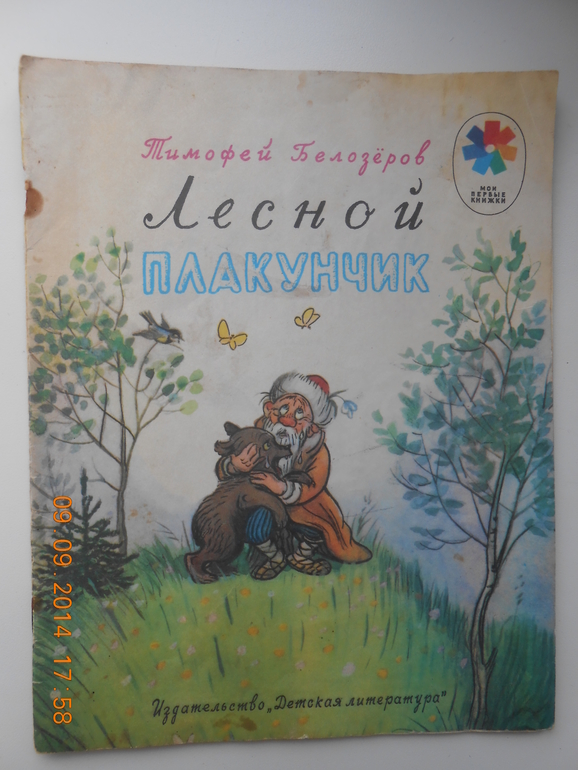 Тимофей Белозёров
Лесной
ПЛАКУНЧИК
МОИ
ПЕРВЫЕ
КНИЖКИ
Издательство „Детская литература"
09.09.2014 17:58